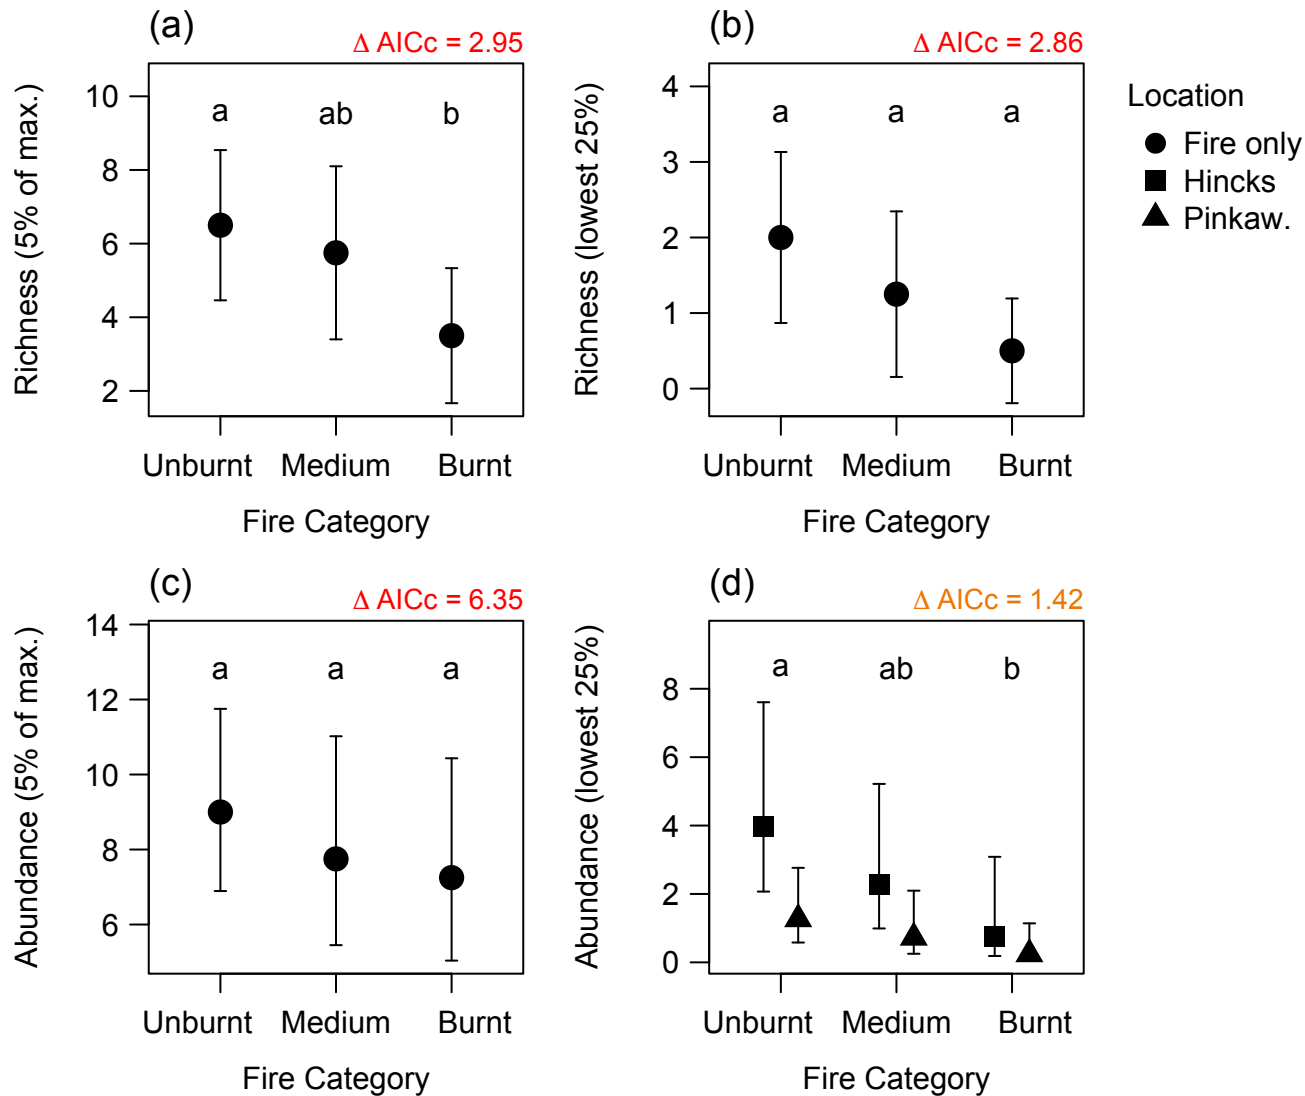 (a)
Δ AICc = 2.95
Richness (5% of max.)
10
8
6
4
2
a ab b
Unburnt Medium Burnt
Fire Category
(b)
Δ AICc = 2.86
Richness (lowest 25%)
4
3
2
1
0
a a a
Unburnt Medium Burnt
Fire Category
Location
Fire only
Hincks
Pinkaw.
(c)
Δ AICc = 6.35
Abundance (5% of max.)
14
12
10
8
6
a a a
Unburnt Medium Burnt
Fire Category
(d)
Δ AICc = 1.42
Abundance (lowest 25%)
8
6
4
2
0
a ab b
Unburnt Medium Burnt
Fire Category